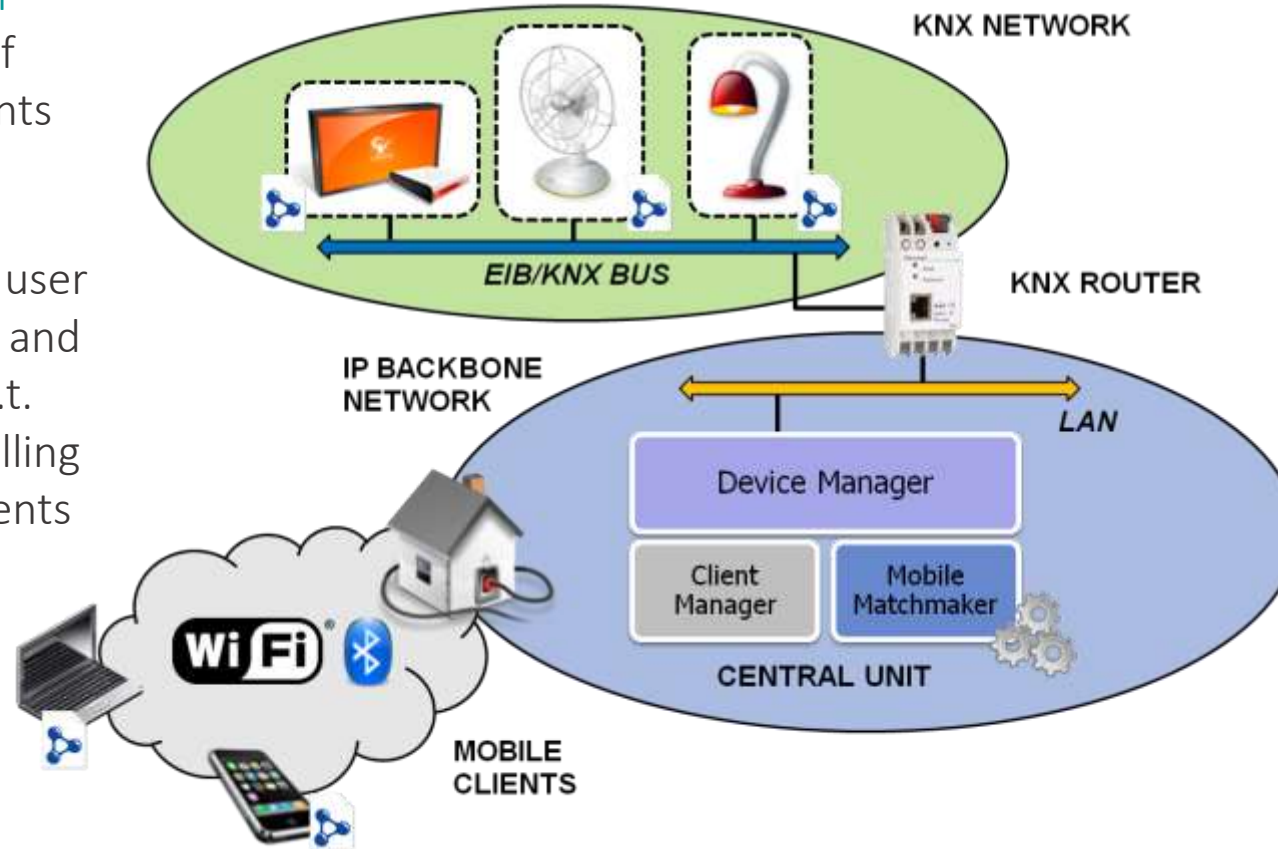 of
nts
user
and
.t.
lling
ents
KNX NETWORK
EIB/KNX BUS
KNX ROUTER
IP BACKBONE
NETWORK
LAN
Device Manager
Client
Manager
Mobile
Matchmaker
CENTRAL UNIT
Wi Fi®
MOBILE
CLIENTS